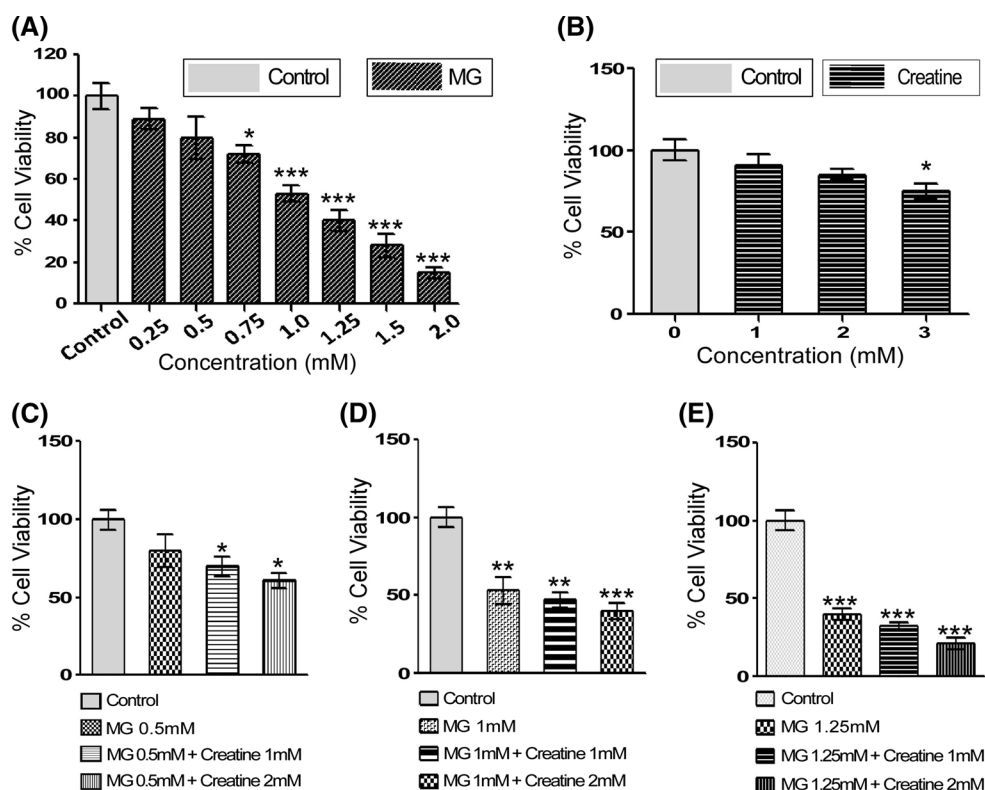 (A)
% Cell Viability
120
100
80
60
40
20
0
Control
MG
*
***
***
***
***
Control 0.25 0.5 0.75 1.0 1.25 1.5 2.0
Concentration (mM)
(B)
% Cell Viability
150
100
50
0
Control
Creatine
*
0 1 2 3
Concentration (mM)
(C)
% Cell Viability
150
100
50
0
*
*
Control
MG 0.5mM
MG 0.5mM + Creatine 1mM
MG 0.5mM + Creatine 2mM
(D)
% Cell Viability
150
100
50
0
**
**
***
Control
MG 1mM
MG 1mM + Creatine 1mM
MG 1mM + Creatine 2mM
(E)
% Cell Viability
150
100
50
0
***
***
***
Control
MG 1.25mM
MG 1.25mM + Creatine 1mM
MG 1.25mM + Creatine 2mM